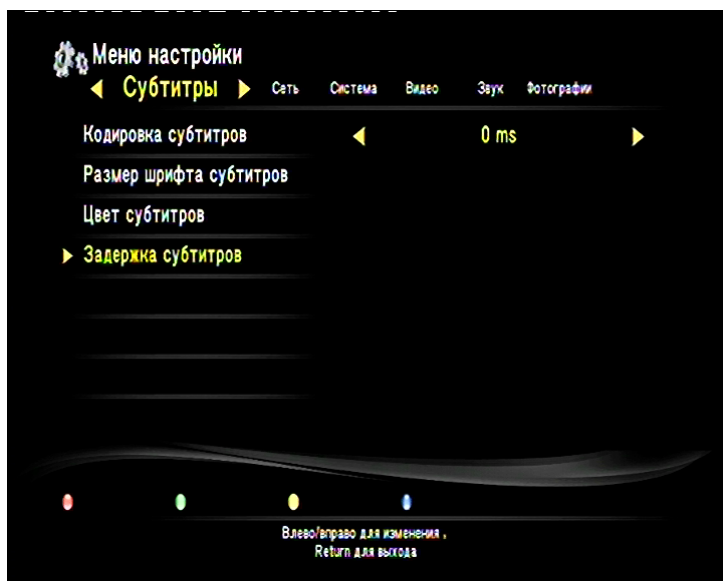 Меню настройки
Субтитры Сеть Система Видео Звук Фотографии
Кодировка субтитров 0 ms
Размер шрифта субтитров
Цвет субтитров
Задержка субтитров
Влево/вправо для изменения .
Return для выхода